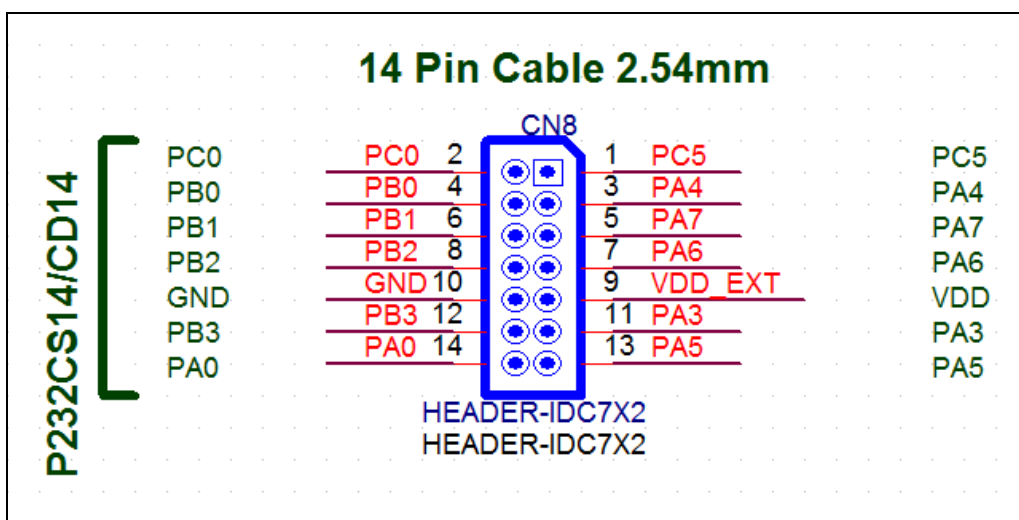 14 Pin Cable 2.54mm
CN8
P232CS14/CD14
PC0 PC0 2 1 PC5 PC5
PB0 PB0 4 3 PA4 PA4
PB1 PB1 6 5 PA7 PA7
PB2 PB2 8 7 PA6 PA6
GND GND 10 9 VDD_EXT VDD
PB3 PB3 12 11 PA3 PA3
PA0 PA0 14 13 PA5 PA5
HEADER-IDC7X2
HEADER-IDC7X2